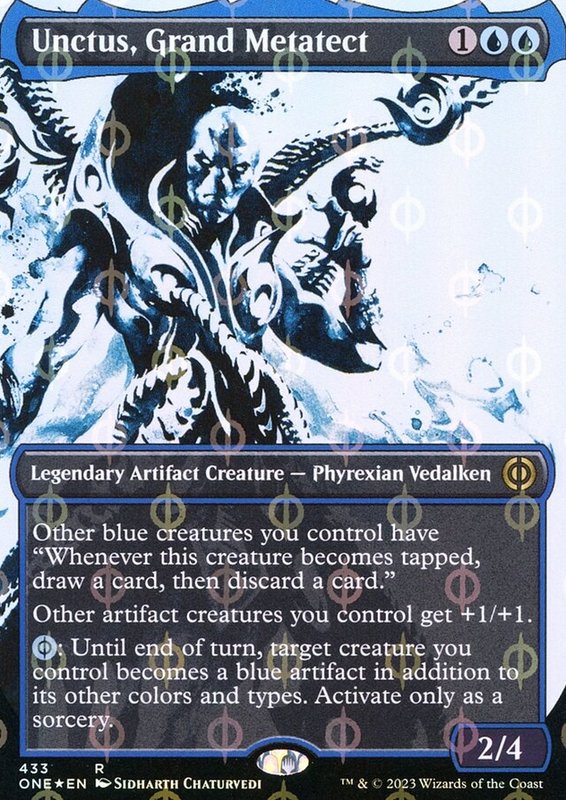 Unctus, Grand Metatect 1
Legendary Artifact Creature — Phyrexian Vedalken
Other blue creatures you control have
“Whenever this creature becomes tapped,
draw a card, then discard a card.”
Other artifact creatures you control get +1/+1.
: Until end of turn, target creature you
control becomes a blue artifact in addition to
its other colors and types. Activate only as a
sorcery.
2/4
433 R
ONE★EN SIDHARTH CHATURVEDI
™ & © 2023 Wizards of the Coast